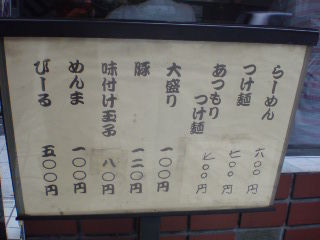 らーめん 六〇〇円
つけ麺 七〇〇円
あつもりつけ麺 七〇〇円
大盛り 一〇〇円
豚 一二〇円
味付け玉子 八〇円
めんま 一〇〇円
びーる 五〇〇円